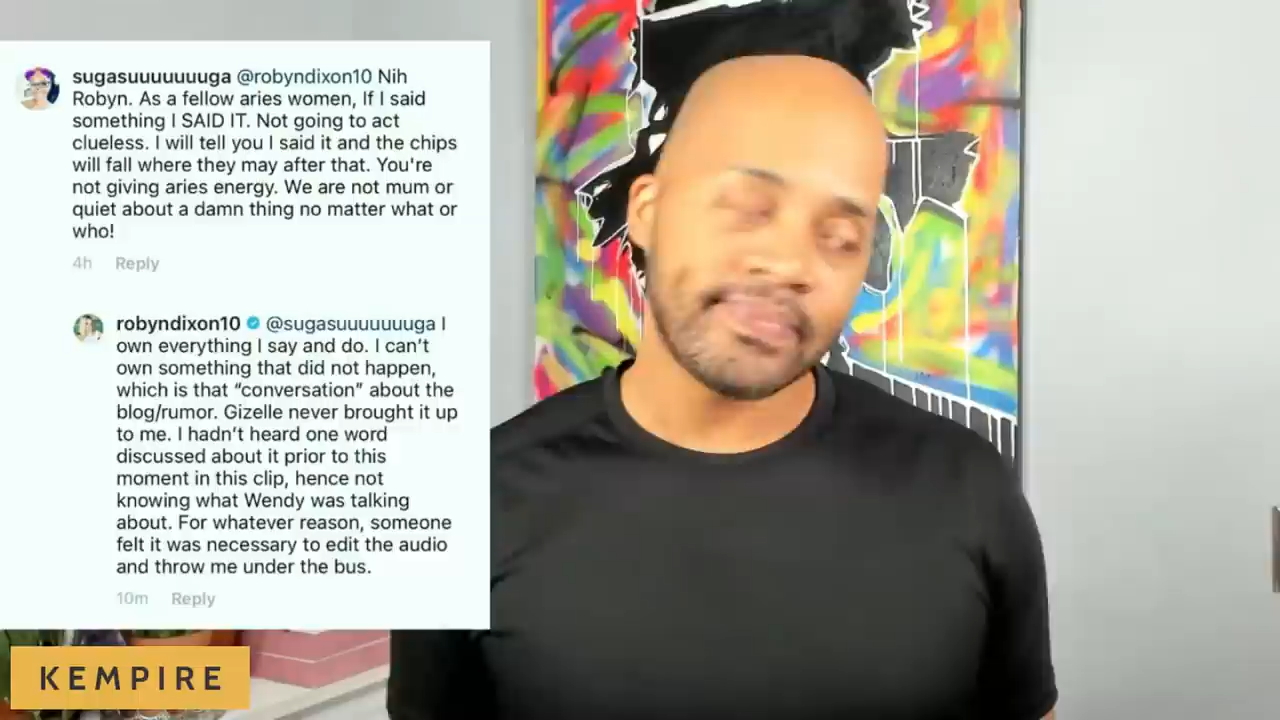 sugasuuuuuuuga @robyndixon10 Nih
Robyn. As a fellow aries women, If I said
something I SAID IT. Not going to act
clueless. I will tell you I said it and the chips
will fall where they may after that. You're
not giving aries energy. We are not mum or
quiet about a damn thing no matter what or
who!
4h Reply
robyndixon10 @sugasuuuuuuuga I
own everything I say and do. I can't
own something that did not happen,
which is that “conversation” about the
blog/rumor. Gizelle never brought it up
to me. I hadn't heard one word
discussed about it prior to this
moment in this clip, hence not
knowing what Wendy was talking
about. For whatever reason, someone
felt it was necessary to edit the audio
and throw me under the bus.
10m Reply
KEMPIRE